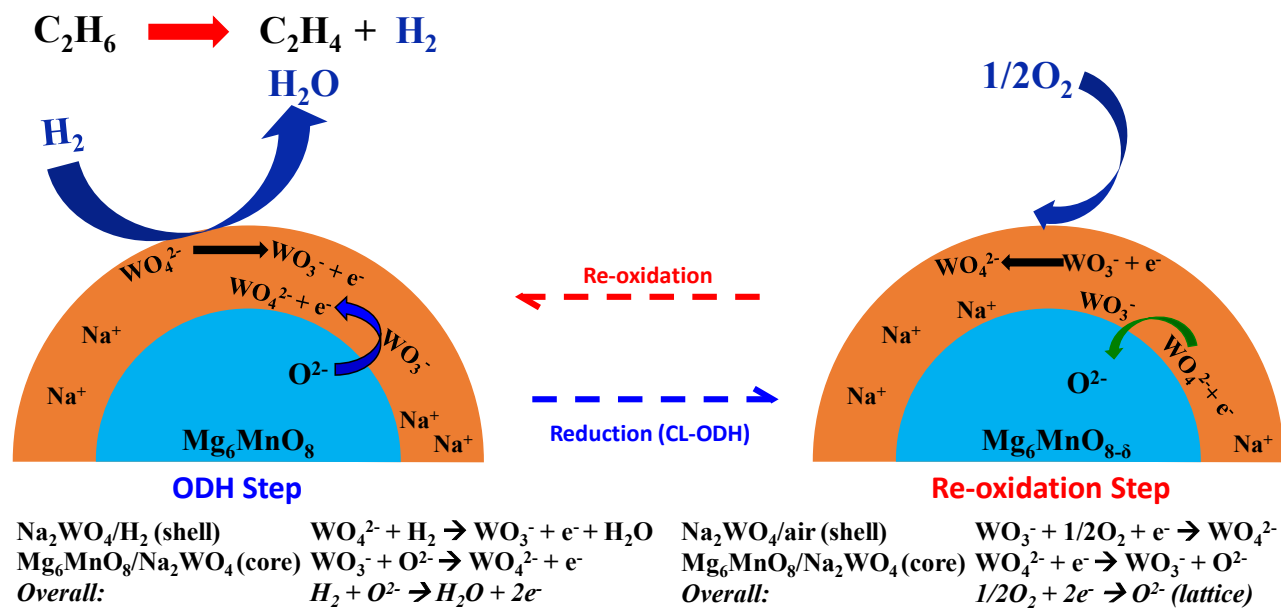 C₂H₆ → C₂H₄ + H₂
H₂O
H₂
1/2O₂
WO₄²⁻ → WO₃⁻ + e⁻
WO₄²⁻ + e⁻
WO₃⁻
O²⁻
Na⁺
Na⁺
Na⁺
Na⁺
Mg₆MnO₈
ODH Step
Re-oxidation
Reduction (CL-ODH)
WO₄²⁻ ← WO₃⁻ + e⁻
WO₃⁻
WO₄²⁻ + e⁻
O²⁻
Na⁺
Na⁺
Na⁺
Na⁺
Mg₆MnO₈₋δ
Re-oxidation Step
Na₂WO₄/H₂ (shell) WO₄²⁻ + H₂ → WO₃⁻ + e⁻ + H₂O
Mg₆MnO₈/Na₂WO₄ (core) WO₃⁻ + O²⁻ → WO₄²⁻ + e⁻
Overall: H₂ + O²⁻ → H₂O + 2e⁻
Na₂WO₄/air (shell) WO₃⁻ + 1/2O₂ + e⁻ → WO₄²⁻
Mg₆MnO₈/Na₂WO₄ (core) WO₄²⁻ + e⁻ → WO₃⁻ + O²⁻
Overall: 1/2O₂ + 2e⁻ → O²⁻ (lattice)